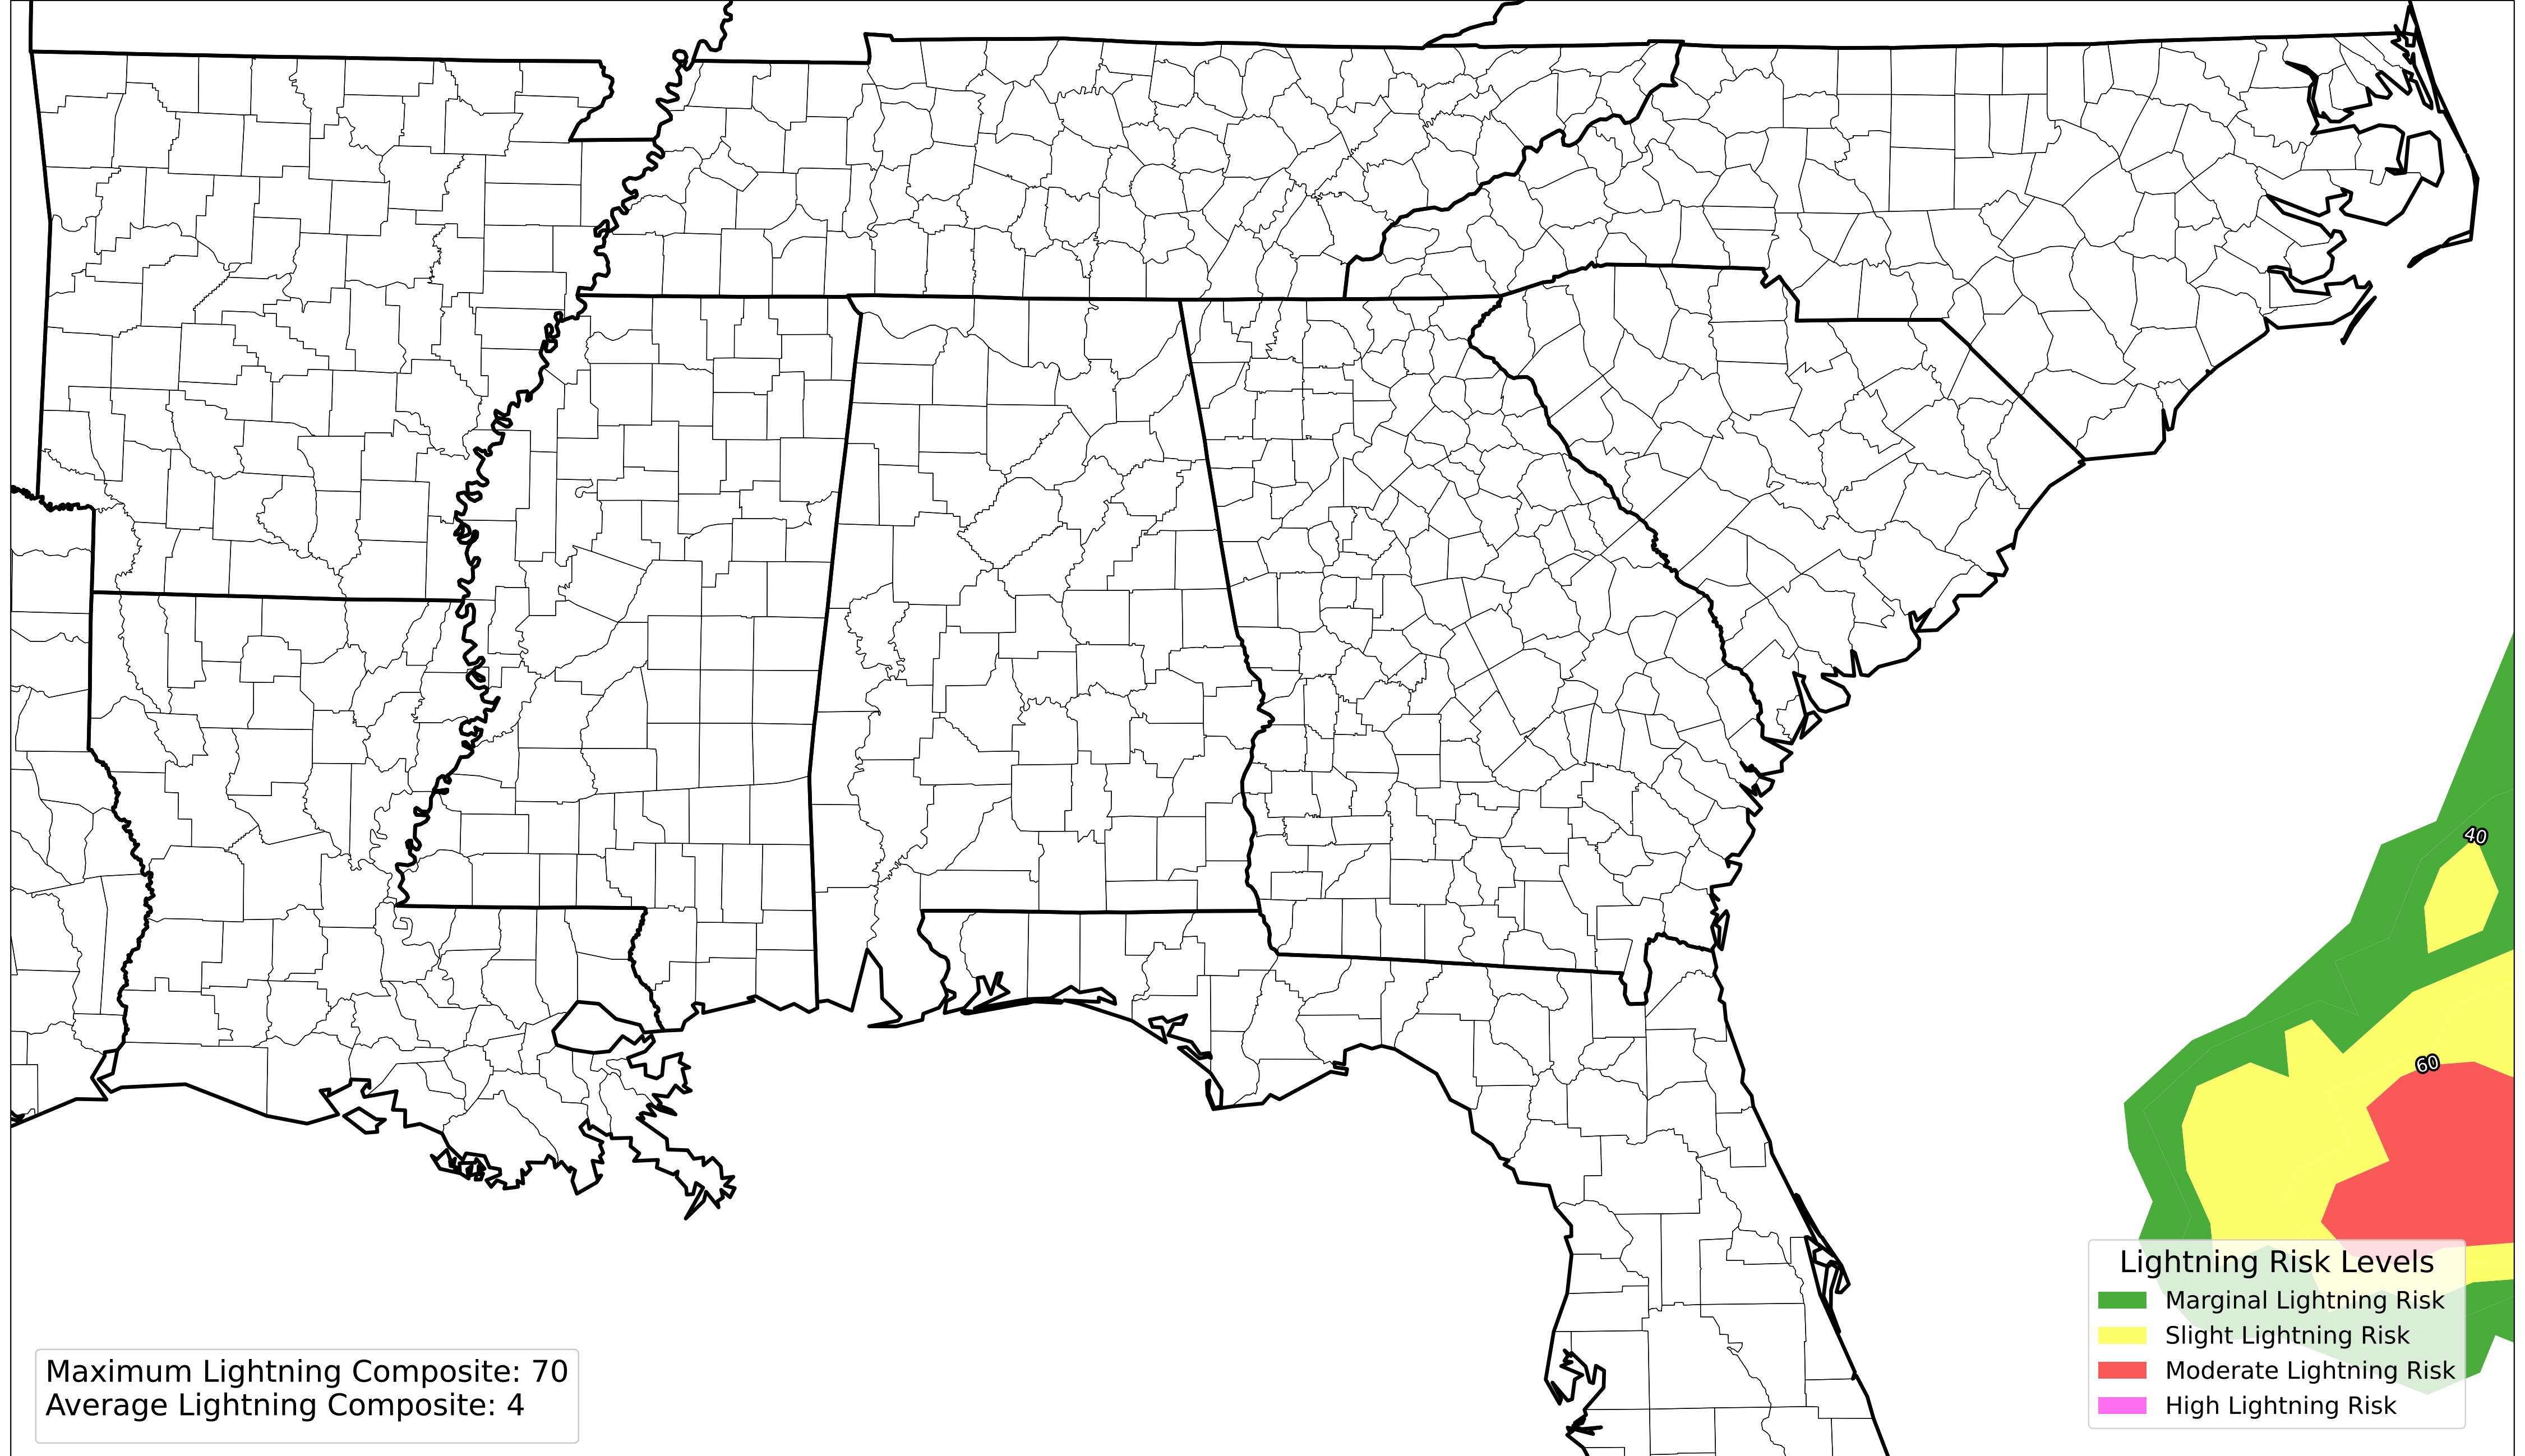 40
60
Lightning Risk Levels
Marginal Lightning Risk
Slight Lightning Risk
Moderate Lightning Risk
High Lightning Risk
Maximum Lightning Composite: 70
Average Lightning Composite: 4